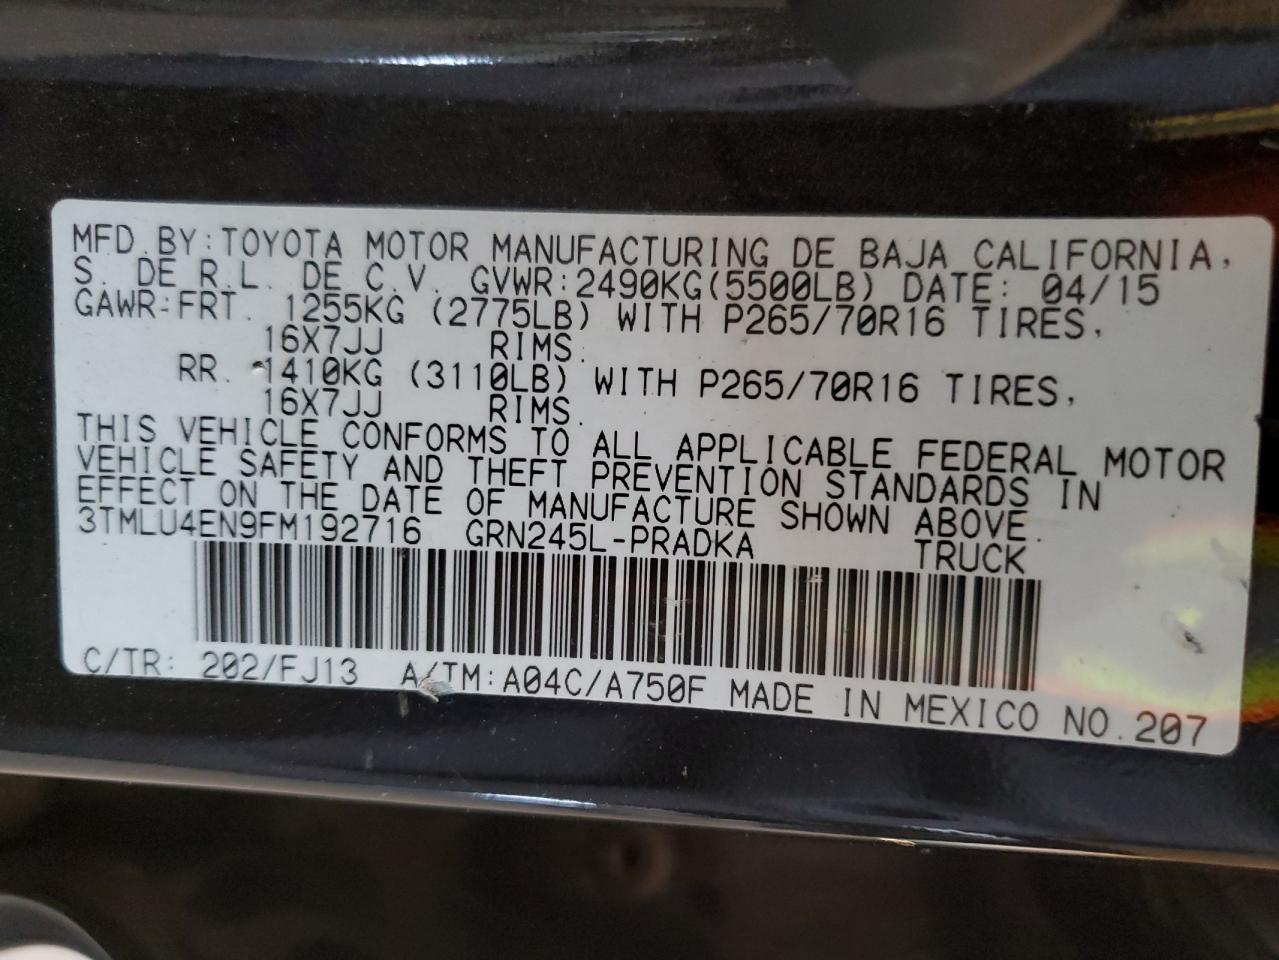 MFD.BY:TOYOTA MOTOR MANUFACTURING DE BAJA CALIFORNIA,
S. DE R.L. DE C.V. GVWR:2490KG(5500LB) DATE: 04/15
GAWR:FRT. 1255KG (2775LB) WITH P265/70R16 TIRES,
16X7JJ RIMS.
RR. 1410KG (3110LB) WITH P265/70R16 TIRES,
16X7JJ RIMS.
THIS VEHICLE CONFORMS TO ALL APPLICABLE FEDERAL MOTOR
VEHICLE SAFETY AND THEFT PREVENTION STANDARDS IN
EFFECT ON THE DATE OF MANUFACTURE SHOWN ABOVE.
3TMLU4EN9FM192716 GRN245L-PRADKA TRUCK
C/TR: 202/FJ13 A/TM:A04C/A750F MADE IN MEXICO NO.207